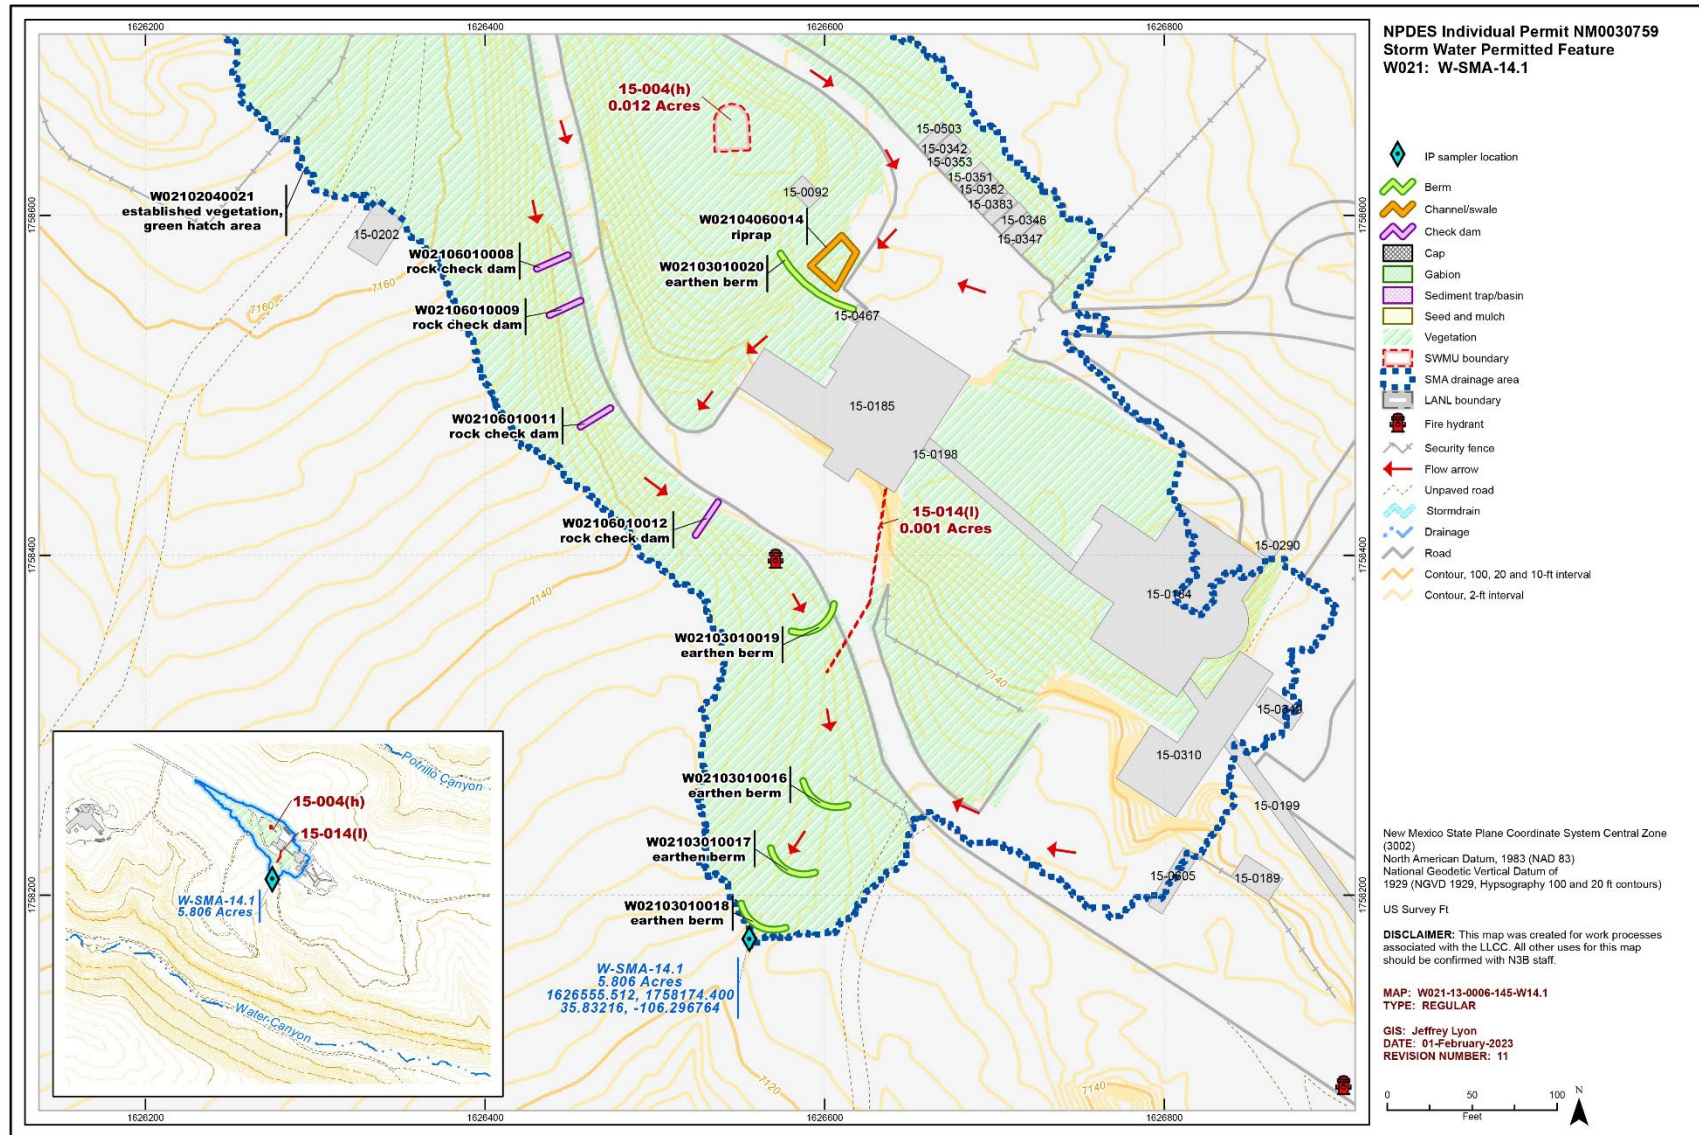 NPDES Individual Permit NM0030759
Storm Water Permitted Feature
W021: W-SMA-14.1
IP sampler location
Berm
Channel/swale
Check dam
Cap
Gabion
Sediment trap/basin
Seed and mulch
Vegetation
SWMU boundary
SMA drainage area
LANL boundary
Fire hydrant
Security fence
Flow arrow
Unpaved road
Stormdrain
Drainage
Road
Contour, 100, 20 and 10-ft interval
Contour, 2-ft interval
New Mexico State Plane Coordinate System Central Zone
(3002)
North American Datum, 1983 (NAD 83)
National Geodetic Vertical Datum of
1929 (NGVD 1929, Hypsography 100 and 20 ft contours)
US Survey Ft
DISCLAIMER: This map was created for work processes
associated with the LLCC. All other uses for this map
should be confirmed with N3B staff.
MAP: W021-13-0006-145-W14.1
TYPE: REGULAR
GIS: Jeffrey Lyon
DATE: 01-February-2023
REVISION NUMBER: 11
0 50 100
Feet
N
1626200 1626400 1626600 1626800
15-004(h)
0.012 Acres
15-0503
15-0342
15-0353
15-0351
15-0382
15-0383
15-0346
15-0347
15-0092
W02102040021
established vegetation,
green hatch area
15-0202
W02104060014
riprap
1758600
1758600
W02106010008
rock check dam
W02103010020
earthen berm
7160
7160
W02106010009
rock check dam
15-0467
15-0185
W02106010011
rock check dam
15-0198
15-014(l)
0.001 Acres
W02106010012
rock check dam
15-0290
1758400
1758400
7140
15-0184
W02103010019
earthen berm
7140
15-0349
15-0310
W02103010016
earthen berm
15-0199
W02103010017
earthen berm
15-0605
15-0189
1758200
1758200
W02103010018
earthen berm
W-SMA-14.1
5.806 Acres
1626555.512, 1758174.400
35.83216, -106.296764
7120
7140
Potrillo Canyon
15-004(h)
15-014(l)
W-SMA-14.1
5.806 Acres
Water Canyon
1626200 1626400 1626600 1626800